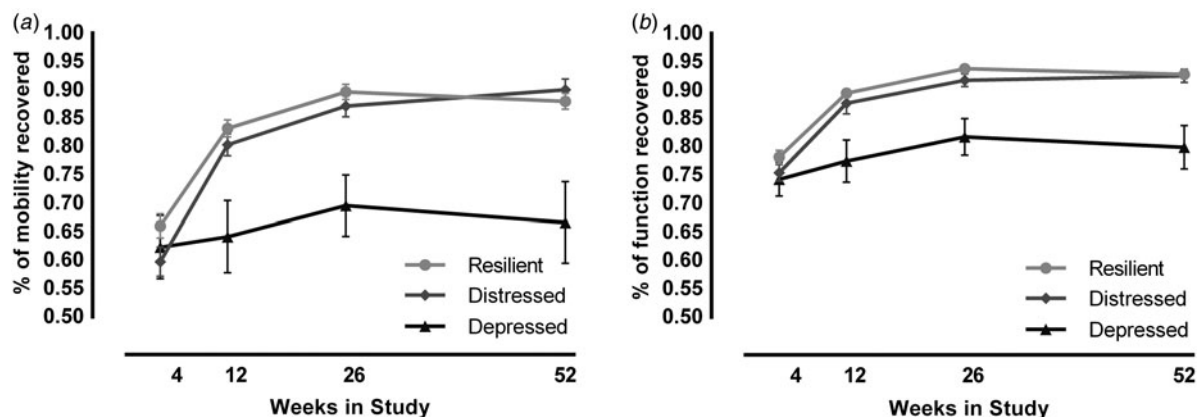 (a)
% of mobility recovered
1.00
0.95
0.90
0.85
0.80
0.75
0.70
0.65
0.60
0.55
0.50
Resilient
Distressed
Depressed
4 12 26 52
Weeks in Study
(b)
% of function recovered
1.00
0.95
0.90
0.85
0.80
0.75
0.70
0.65
0.60
0.55
0.50
Resilient
Distressed
Depressed
4 12 26 52
Weeks in Study